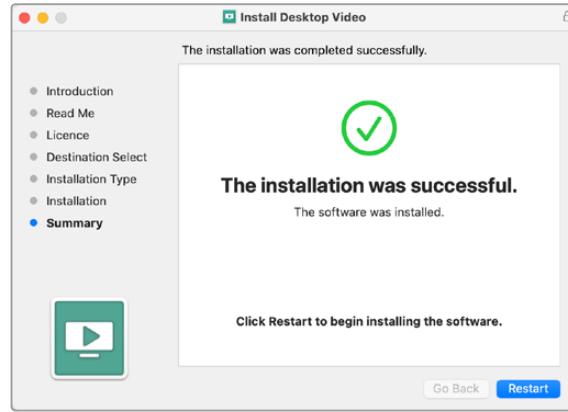 Install Desktop Video
The installation was completed successfully.
Introduction
Read Me
Licence
Destination Select
Installation Type
Installation
Summary
The installation was successful.
The software was installed.
Click Restart to begin installing the software.
Go Back
Restart